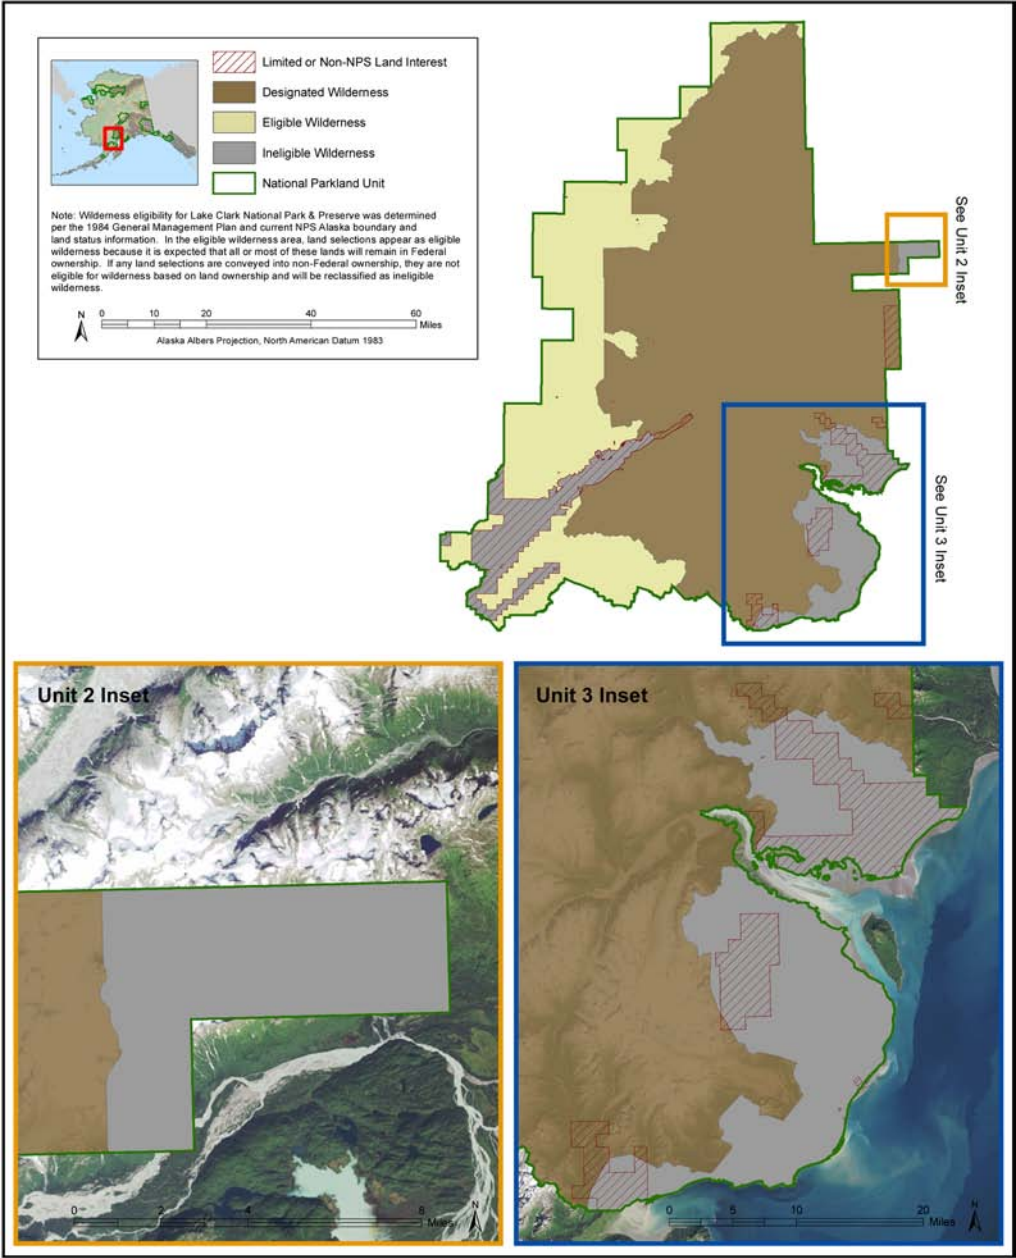 Limited or Non-NPS Land Interest
Designated Wilderness
Eligible Wilderness
Ineligible Wilderness
National Parkland Unit
Note: Wilderness eligibility for Lake Clark National Park & Preserve was determined
per the 1984 General Management Plan and current NPS Alaska boundary and
land status information. In the eligible wilderness area, land selections appear as eligible
wilderness because it is expected that all or most of these lands will remain in Federal
ownership. If any land selections are conveyed into non-Federal ownership, they are not
eligible for wilderness based on land ownership and will be reclassified as ineligible
wilderness.
N
0 10 20 40 60
Miles
Alaska Albers Projection, North American Datum 1983
See Unit 2 Inset
See Unit 3 Inset
Unit 2 Inset
0 2 4 8
Miles
N
Unit 3 Inset
0 5 10 20
Miles
N